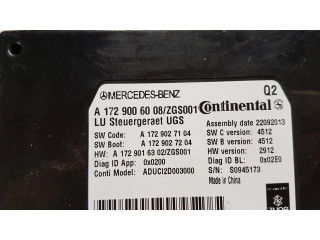 MERCEDES-BENZ Q2
A 172 900 60 08/ZGS001 Continental
LU Steuergeraet UGS Assembly date 22092013
SW Code: A 172 902 71 04 SW C version: 4512
SW Boot: A 172 902 72 04 SW B version: 4512
HW: A 172 901 63 02/ZGS001 HW version: 2912
Diag ID App: 0x0200 Diag ID BL: 0x02E0
Conti Model: ADUCI2D003000 S/N: S0945173
Made in China